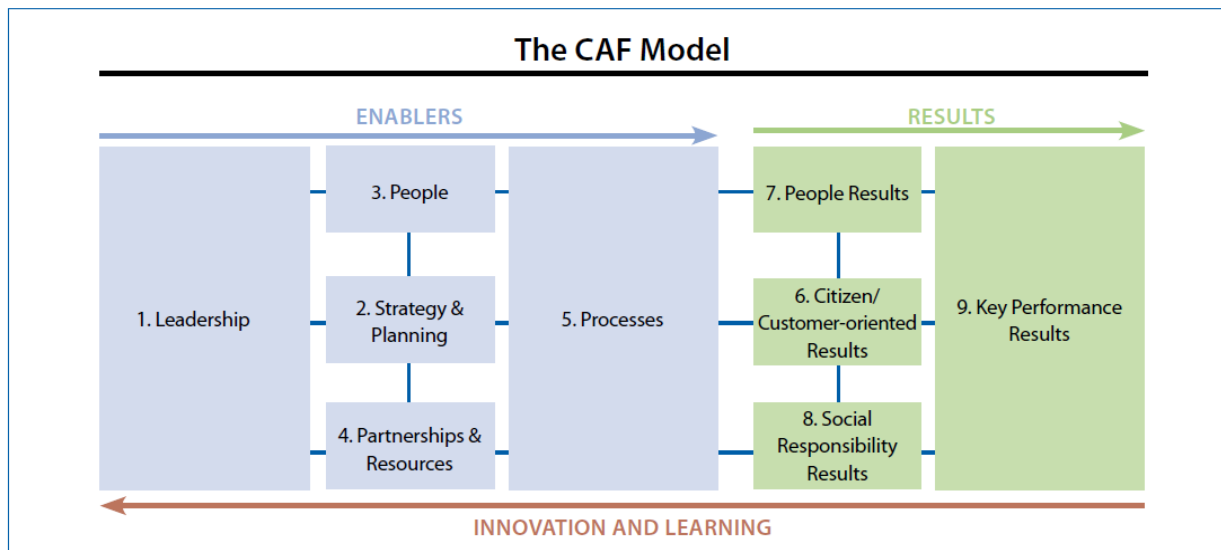 The CAF Model
ENABLERS
RESULTS
1. Leadership
3. People
2. Strategy &
Planning
4. Partnerships &
Resources
5. Processes
7. People Results
6. Citizen/
Customer-oriented
Results
8. Social
Responsibility
Results
9. Key Performance
Results
INNOVATION AND LEARNING